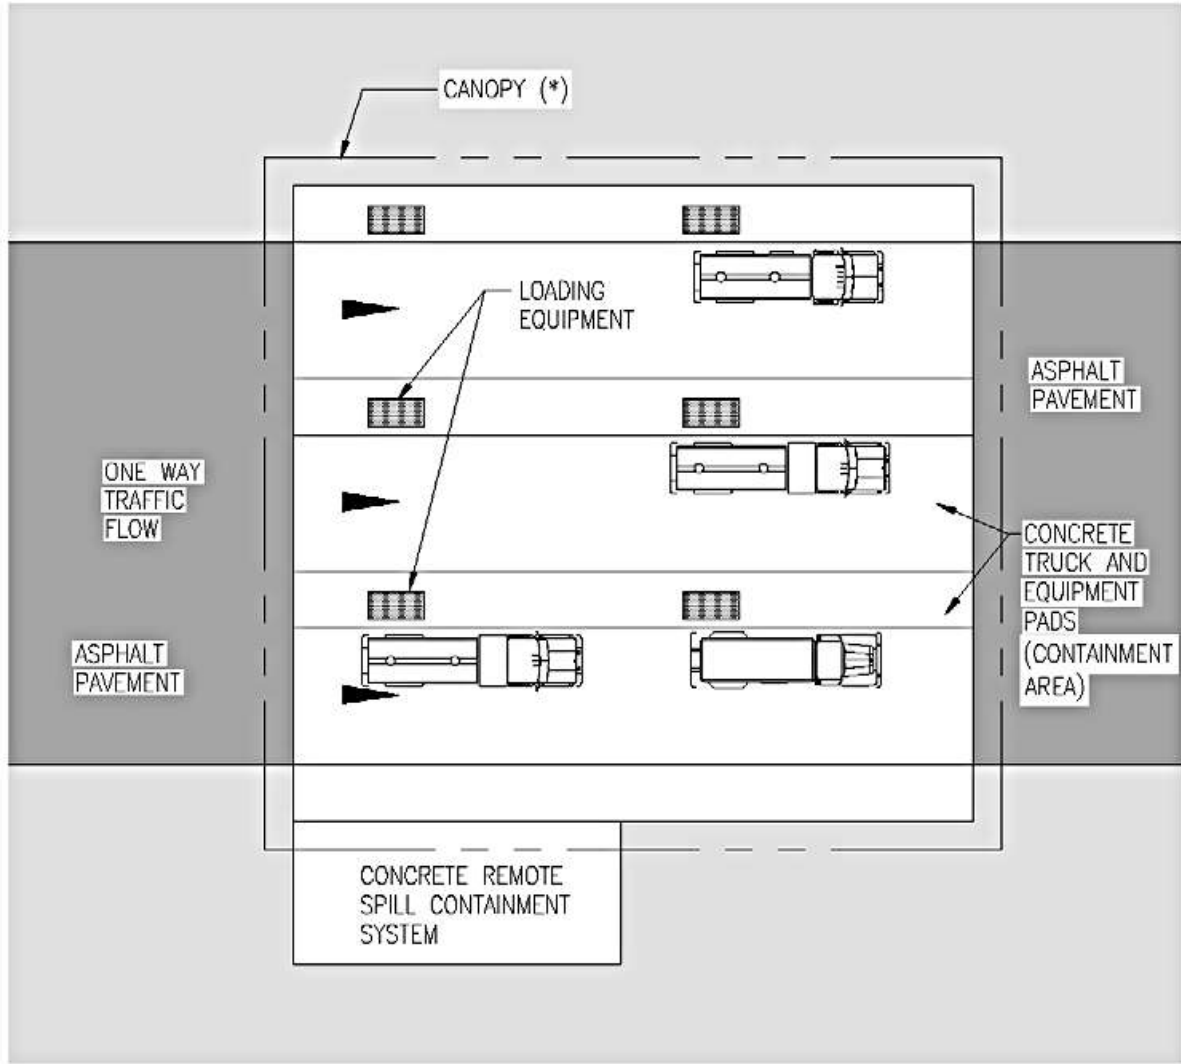 CANOPY (*)
LOADING
EQUIPMENT
ASPHALT
PAVEMENT
ONE WAY
TRAFFIC
FLOW
CONCRETE
TRUCK AND
EQUIPMENT
PADS
(CONTAINMENT
AREA)
ASPHALT
PAVEMENT
CONCRETE REMOTE
SPILL CONTAINMENT
SYSTEM